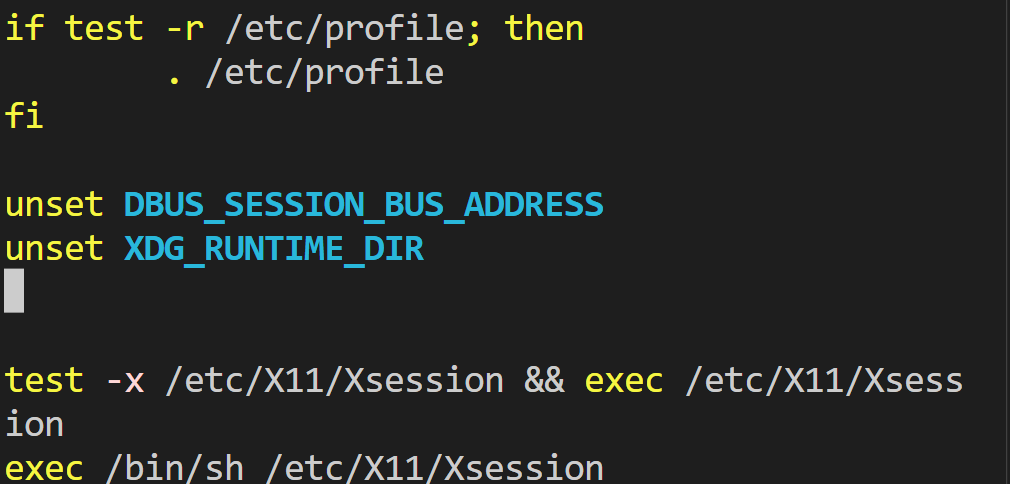 if test -r /etc/profile; then
        . /etc/profile
fi

unset DBUS_SESSION_BUS_ADDRESS
unset XDG_RUNTIME_DIR

test -x /etc/X11/Xsession && exec /etc/X11/Xsess
ion
exec /bin/sh /etc/X11/Xsession